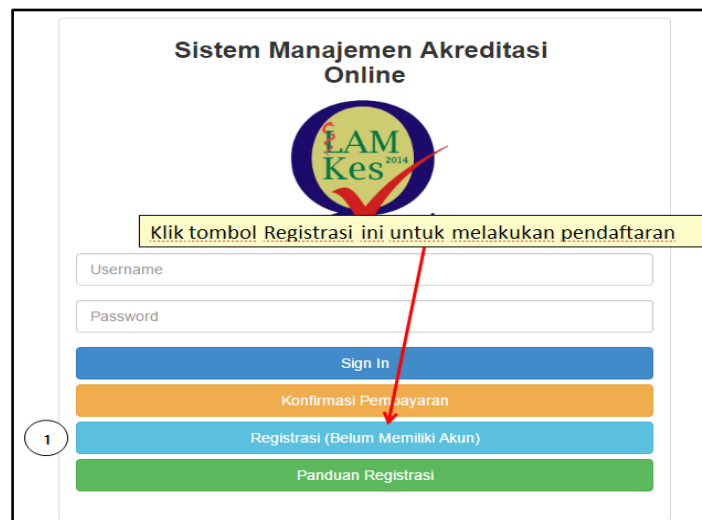 Sistem Manajemen Akreditasi
Online
LAM
Kes 2014
Klik tombol Registrasi ini untuk melakukan pendaftaran
Username
Password
Sign In
Konfirmasi Pembayaran
1
Registrasi (Belum Memiliki Akun)
Panduan Registrasi